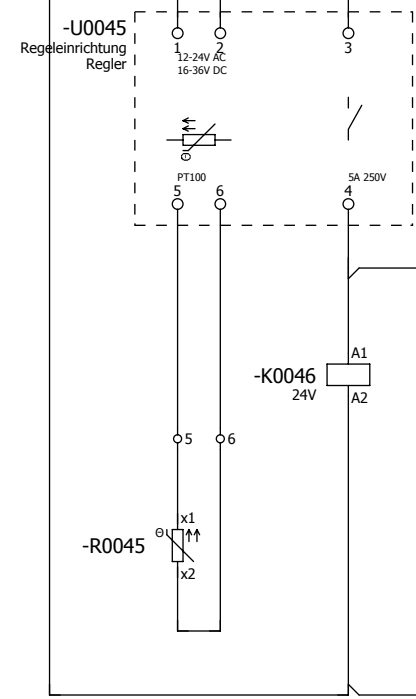 -U0045
Regeleinrichtung
Regler
1
2
3
12-24V AC
16-36V DC
Θ
PT100
5A 250V
5
6
4
A1
-K0046
24V
A2
5
6
x1
Θ
-R0045
x2